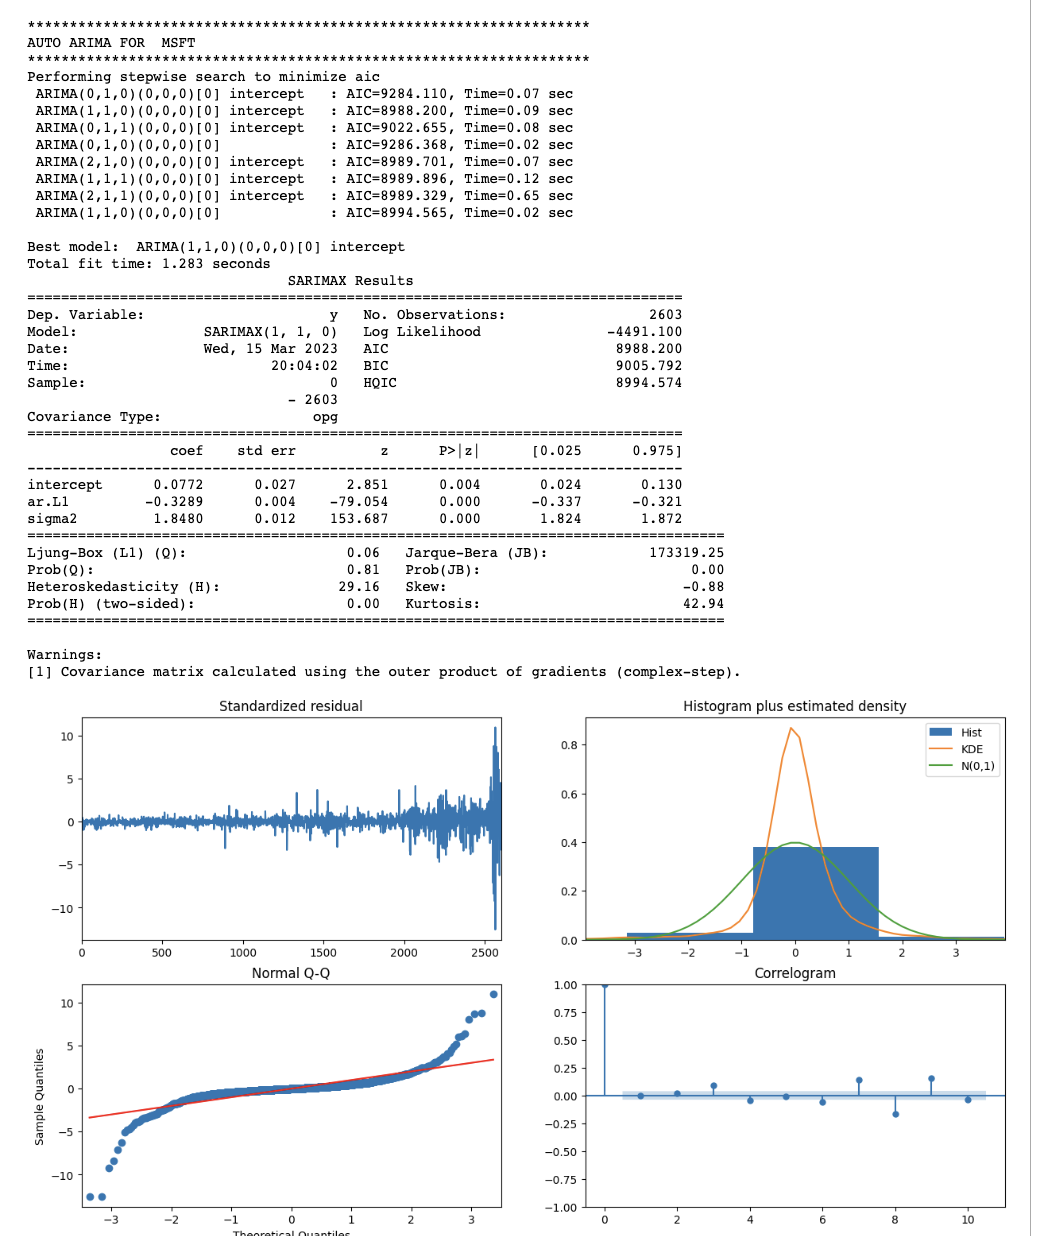 *******************************************************************
AUTO ARIMA FOR  MSFT
*******************************************************************
Performing stepwise search to minimize aic
 ARIMA(0,1,0)(0,0,0)[0] intercept   : AIC=9284.110, Time=0.07 sec
 ARIMA(1,1,0)(0,0,0)[0] intercept   : AIC=8988.200, Time=0.09 sec
 ARIMA(0,1,1)(0,0,0)[0] intercept   : AIC=9022.655, Time=0.08 sec
 ARIMA(0,1,0)(0,0,0)[0]             : AIC=9286.368, Time=0.02 sec
 ARIMA(2,1,0)(0,0,0)[0] intercept   : AIC=8989.701, Time=0.07 sec
 ARIMA(1,1,1)(0,0,0)[0] intercept   : AIC=8989.896, Time=0.12 sec
 ARIMA(2,1,1)(0,0,0)[0] intercept   : AIC=8989.329, Time=0.65 sec
 ARIMA(1,1,0)(0,0,0)[0]             : AIC=8994.565, Time=0.02 sec
Best model:  ARIMA(1,1,0)(0,0,0)[0] intercept
Total fit time: 1.283 seconds
SARIMAX Results
==============================================================================
Dep. Variable:                      y   No. Observations:                 2603
Model:               SARIMAX(1, 1, 0)   Log Likelihood               -4491.100
Date:                Wed, 15 Mar 2023   AIC                           8988.200
Time:                        20:04:02   BIC                           9005.792
Sample:                             0   HQIC                          8994.574
- 2603
Covariance Type:                  opg
==============================================================================
coef    std err          z      P>|z|      [0.025      0.975]
------------------------------------------------------------------------------
intercept      0.0772      0.027      2.851      0.004       0.024       0.130
ar.L1         -0.3289      0.004    -79.054      0.000      -0.337      -0.321
sigma2         1.8480      0.012    153.687      0.000       1.824       1.872
===================================================================================
Ljung-Box (L1) (Q):                   0.06   Jarque-Bera (JB):            173319.25
Prob(Q):                              0.81   Prob(JB):                         0.00
Heteroskedasticity (H):              29.16   Skew:                            -0.88
Prob(H) (two-sided):                  0.00   Kurtosis:                        42.94
===================================================================================
Warnings:
[1] Covariance matrix calculated using the outer product of gradients (complex-step).
Standardized residual
10
5
0
−5
−10
0 500 1000 1500 2000 2500
Histogram plus estimated density
Hist
KDE
N(0,1)
0.8
0.6
0.4
0.2
0.0
−3 −2 −1 0 1 2 3
Normal Q-Q
Sample Quantiles
10
5
0
−5
−10
−3 −2 −1 0 1 2 3
Theoretical Quantiles
Correlogram
1.00
0.75
0.50
0.25
0.00
−0.25
−0.50
−0.75
−1.00
0 2 4 6 8 10